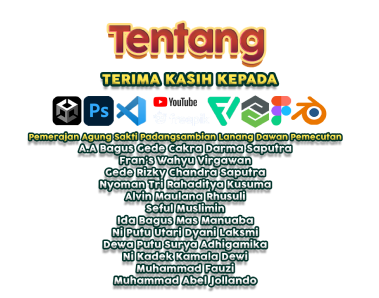 Tentang
TERIMA KASIH KEPADA
Ps
YouTube
Pemerajan Agung Sakti Padangsambian Lanang Dawan Pemecutan
A.A Bagus Gede Cakra Darma Saputra
Fran's Wahyu Virgawan
Gede Rizky Chandra Saputra
Nyoman Tri Rahaditya Kusuma
Alvin Maulana Rhusuli
Seful Muslimin
Ida Bagus Mas Manuaba
Ni Putu Utari Dyani Laksmi
Dewa Putu Surya Adhigamika
Ni Kadek Kamala Dewi
Muhammad Fauzi
Muhammad Abel Jollando